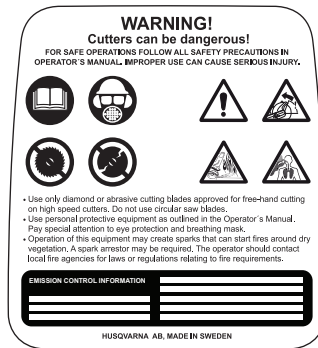 WARNING!
Cutters can be dangerous!
FOR SAFE OPERATIONS FOLLOW ALL SAFETY PRECAUTIONS IN
OPERATOR´S MANUAL. IMPROPER USE CAN CAUSE SERIOUS INJURY.
• Use only diamond or abrasive cutting blades approved for free-hand cutting
on high speed cutters. Do not use circular saw blades.
• Use personal protective equipment as outlined in the Operator´s Manual.
Pay special attention to eye protection and breathing mask.
• Operation of this equipment may create sparks that can start fires around dry
vegetation. A spark arrestor may be required. The operator should contact
local fire agencies for laws or regulations relating to fire requirements.
EMISSION CONTROL INFORMATION
HUSQVARNA AB, MADE IN SWEDEN